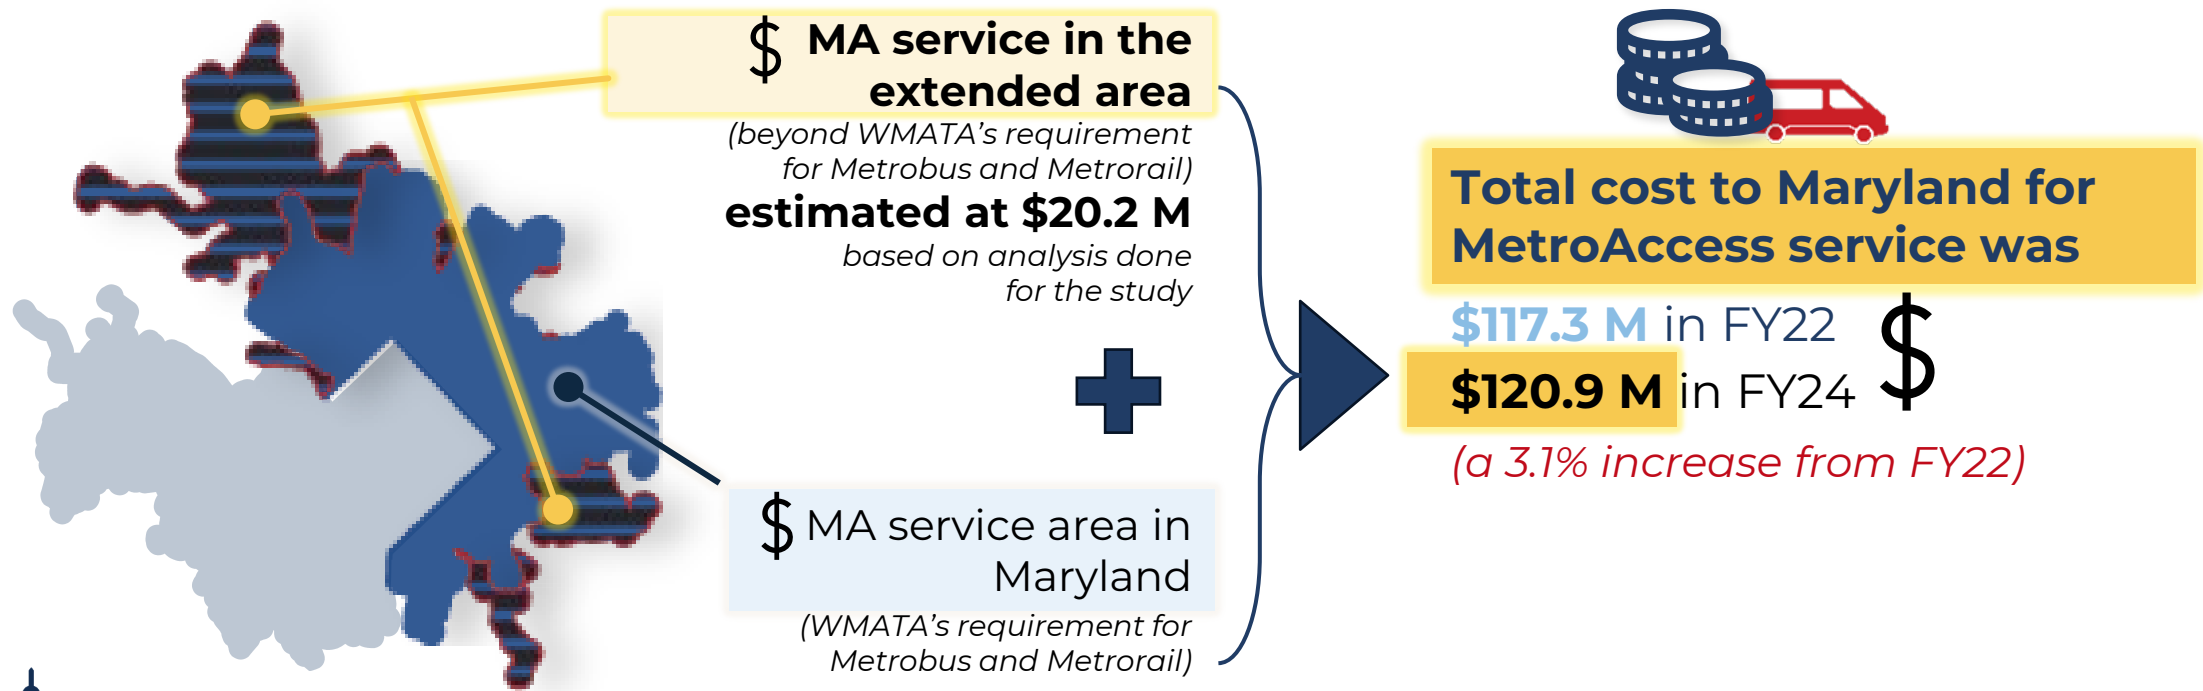 $ MA service in the
extended area
(beyond WMATA's requirement
for Metrobus and Metrorail)
estimated at $20.2 M
based on analysis done
for the study
$ MA service area in
Maryland
(WMATA's requirement for
Metrobus and Metrorail)
Total cost to Maryland for
MetroAccess service was
$117.3 M in FY22
$120.9 M in FY24
$
(a 3.1% increase from FY22)